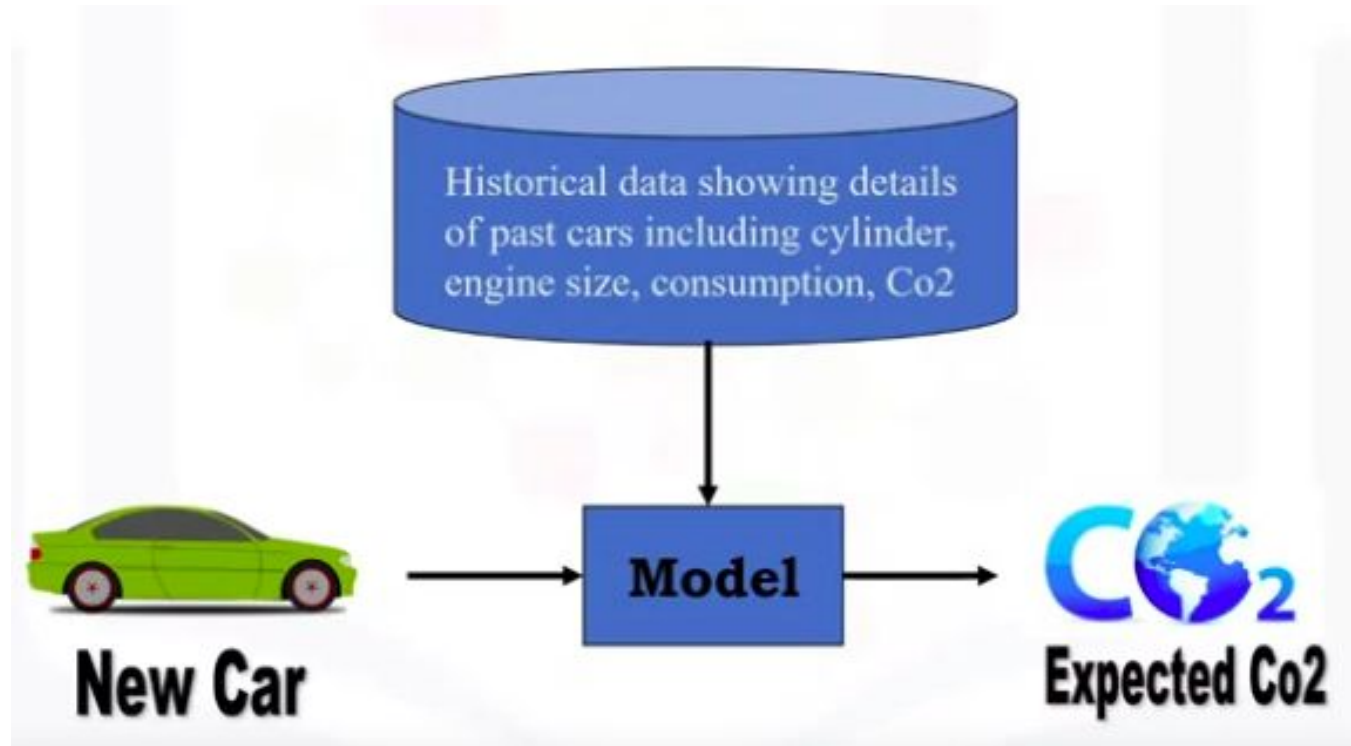 Historical data showing details
of past cars including cylinder,
engine size, consumption, Co2
Model
CO2
New Car
Expected Co2